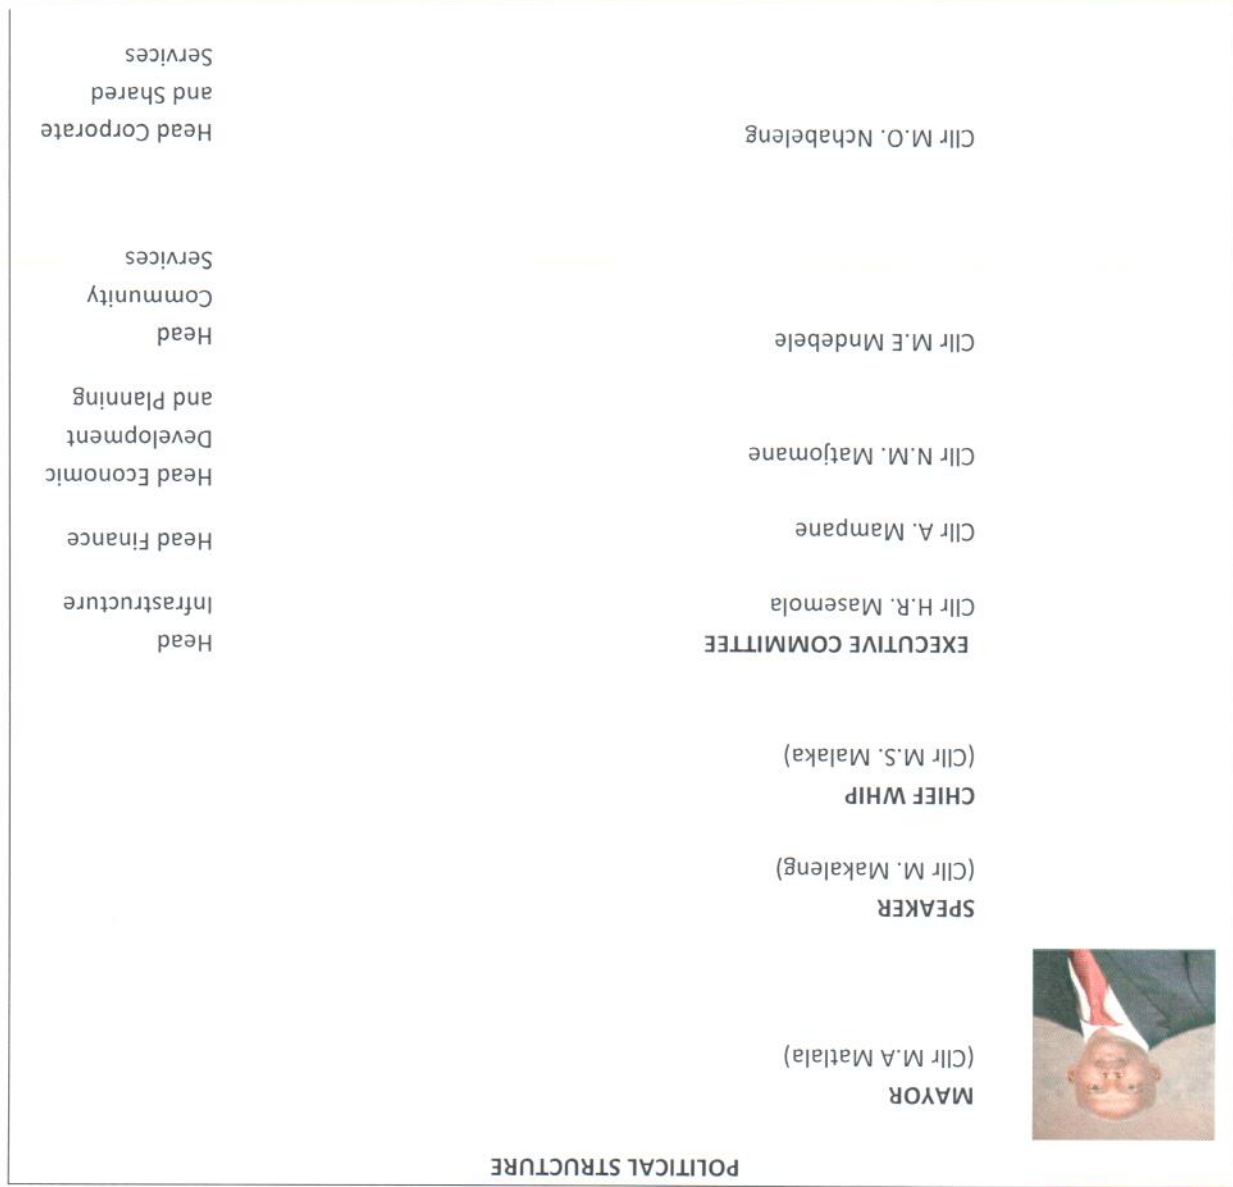 POLITICAL STRUCTURE
MAYOR
(Cllr M.A Matlala)
SPEAKER
(Cllr M. Makaleng)
CHIEF WHIP
(Cllr M.S. Malaka)
EXECUTIVE COMMITTEE
Cllr H.R. Masemola
Head
Infrastructure
Cllr A. Mampane
Head Finance
Cllr N.M. Matjomane
Head Economic
Development
and Planning
Cllr M.E Mndebele
Head
Community
Services
Cllr M.O. Nchabeleng
Head Corporate
and Shared
Services